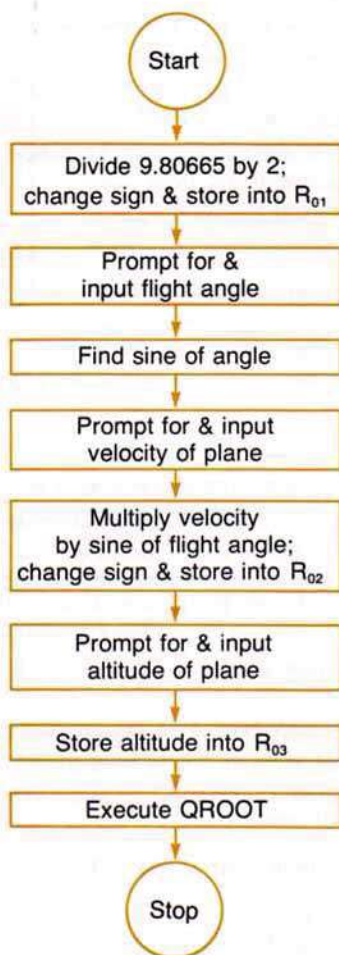 Start
Divide 9.80665 by 2;
change sign & store into R₀₁
Prompt for &
input flight angle
Find sine of angle
Prompt for & input
velocity of plane
Multiply velocity
by sine of flight angle;
change sign & store into R₀₂
Prompt for & input
altitude of plane
Store altitude into R₀₃
Execute QROOT
Stop